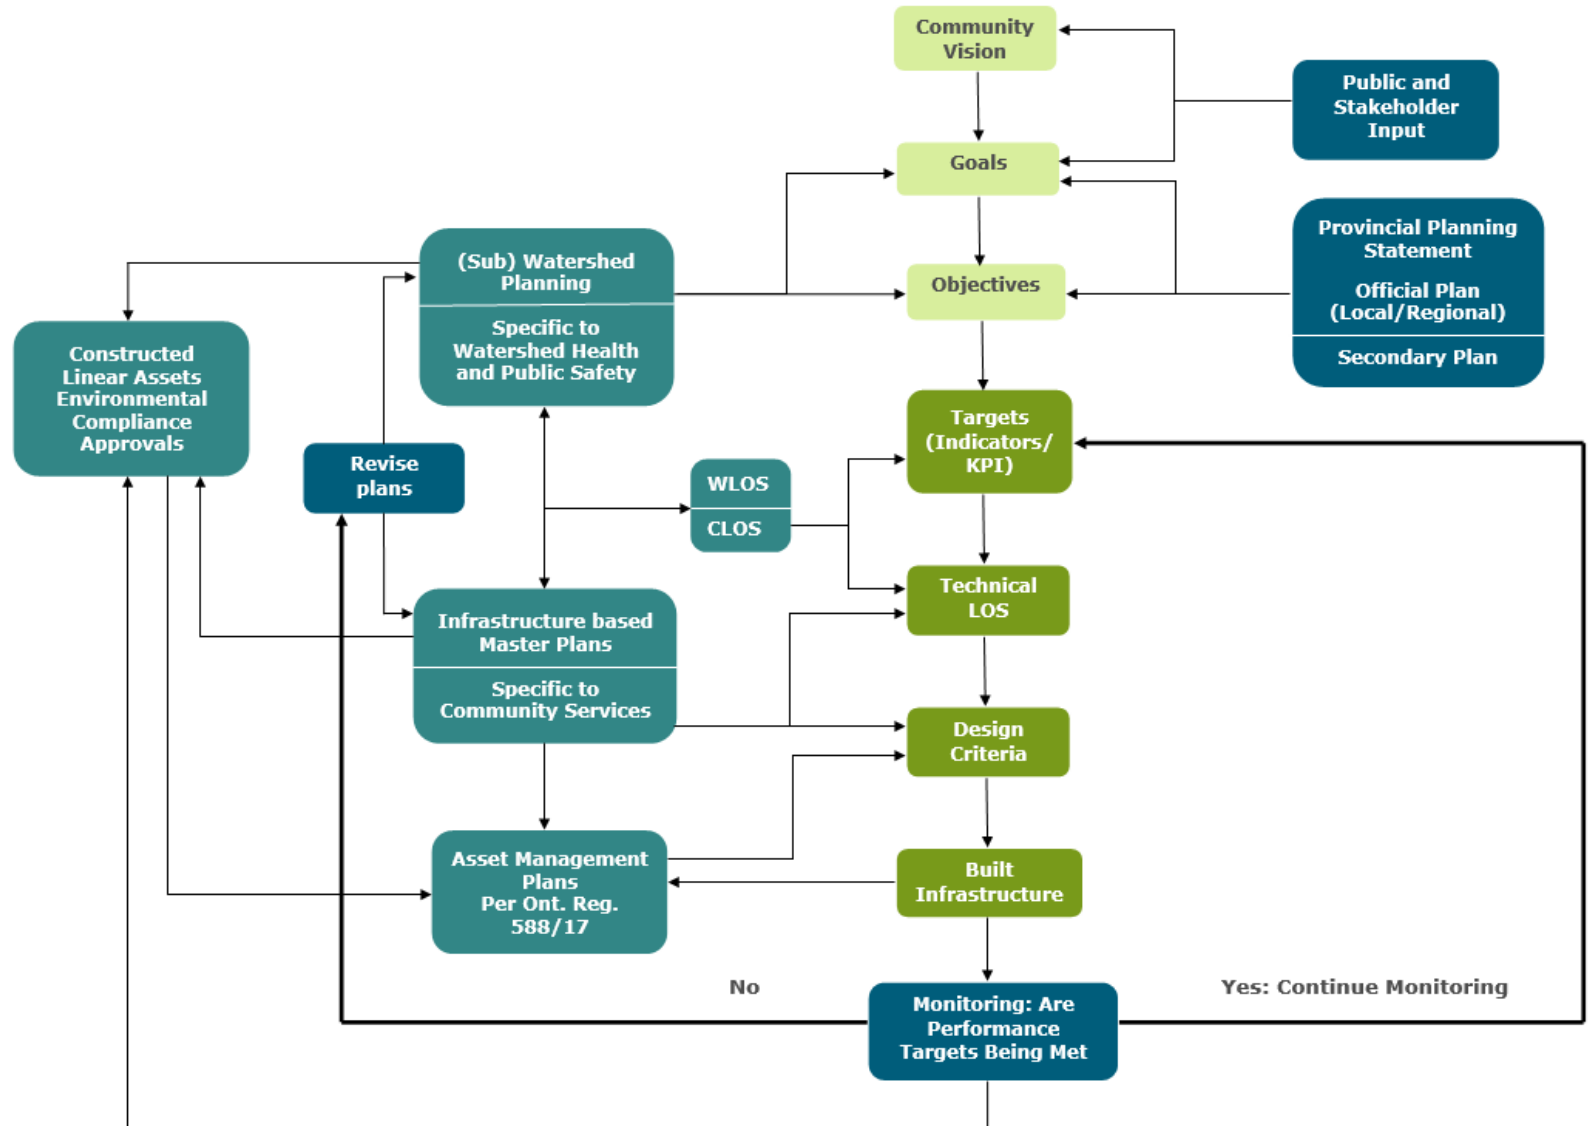 Community
Vision
Public and
Stakeholder
Input
Goals
Provincial Planning
Statement
Official Plan
(Local/Regional)
Secondary Plan
(Sub) Watershed
Planning
Specific to
Watershed Health
and Public Safety
Objectives
Constructed
Linear Assets
Environmental
Compliance
Approvals
Targets
(Indicators/
KPI)
Revise
plans
WLOS
CLOS
Technical
LOS
Infrastructure based
Master Plans
Specific to
Community Services
Design
Criteria
Asset Management
Plans
Per Ont. Reg.
588/17
Built
Infrastructure
No
Yes: Continue Monitoring
Monitoring: Are
Performance
Targets Being Met